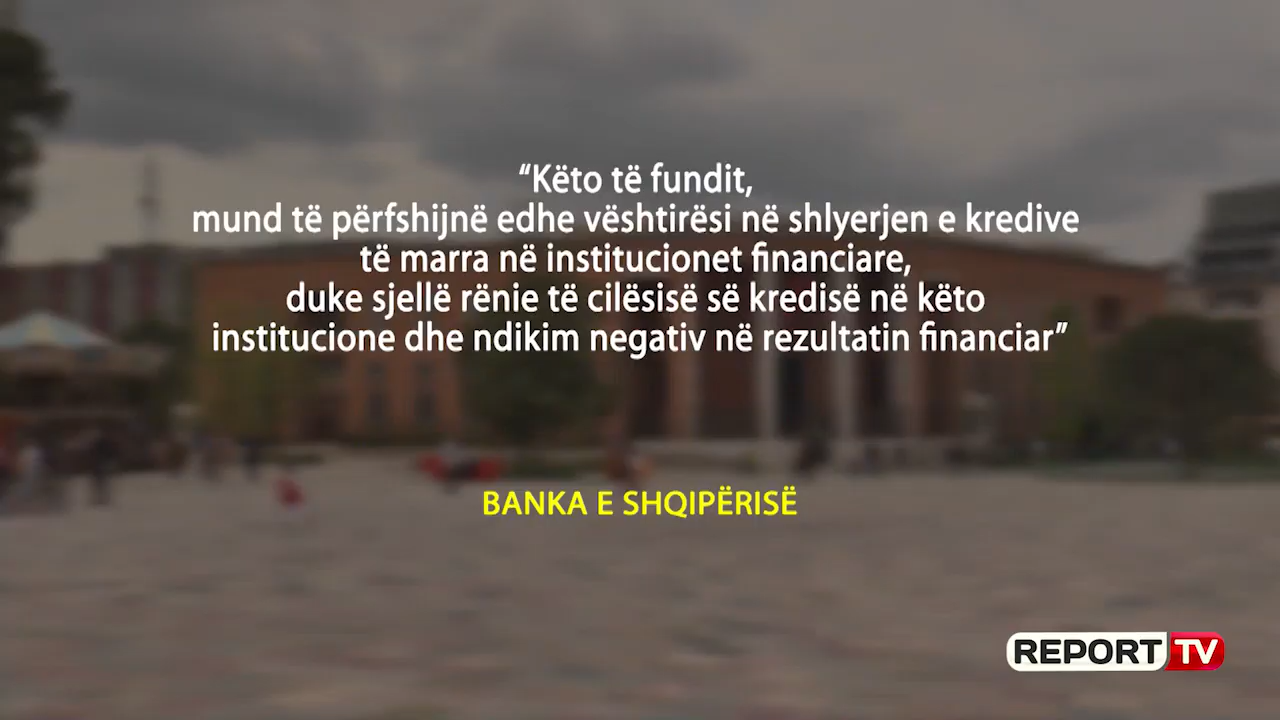 “Këto të fundit,
mund të përfshijnë edhe vështirësi në shlyerjen e kredive
të marra në institucionet financiare,
duke sjellë rënie të cilësisë së kredisë në këto
institucione dhe ndikim negativ në rezultatin financiar”
BANKA E SHQIPËRISË
REPORT TV